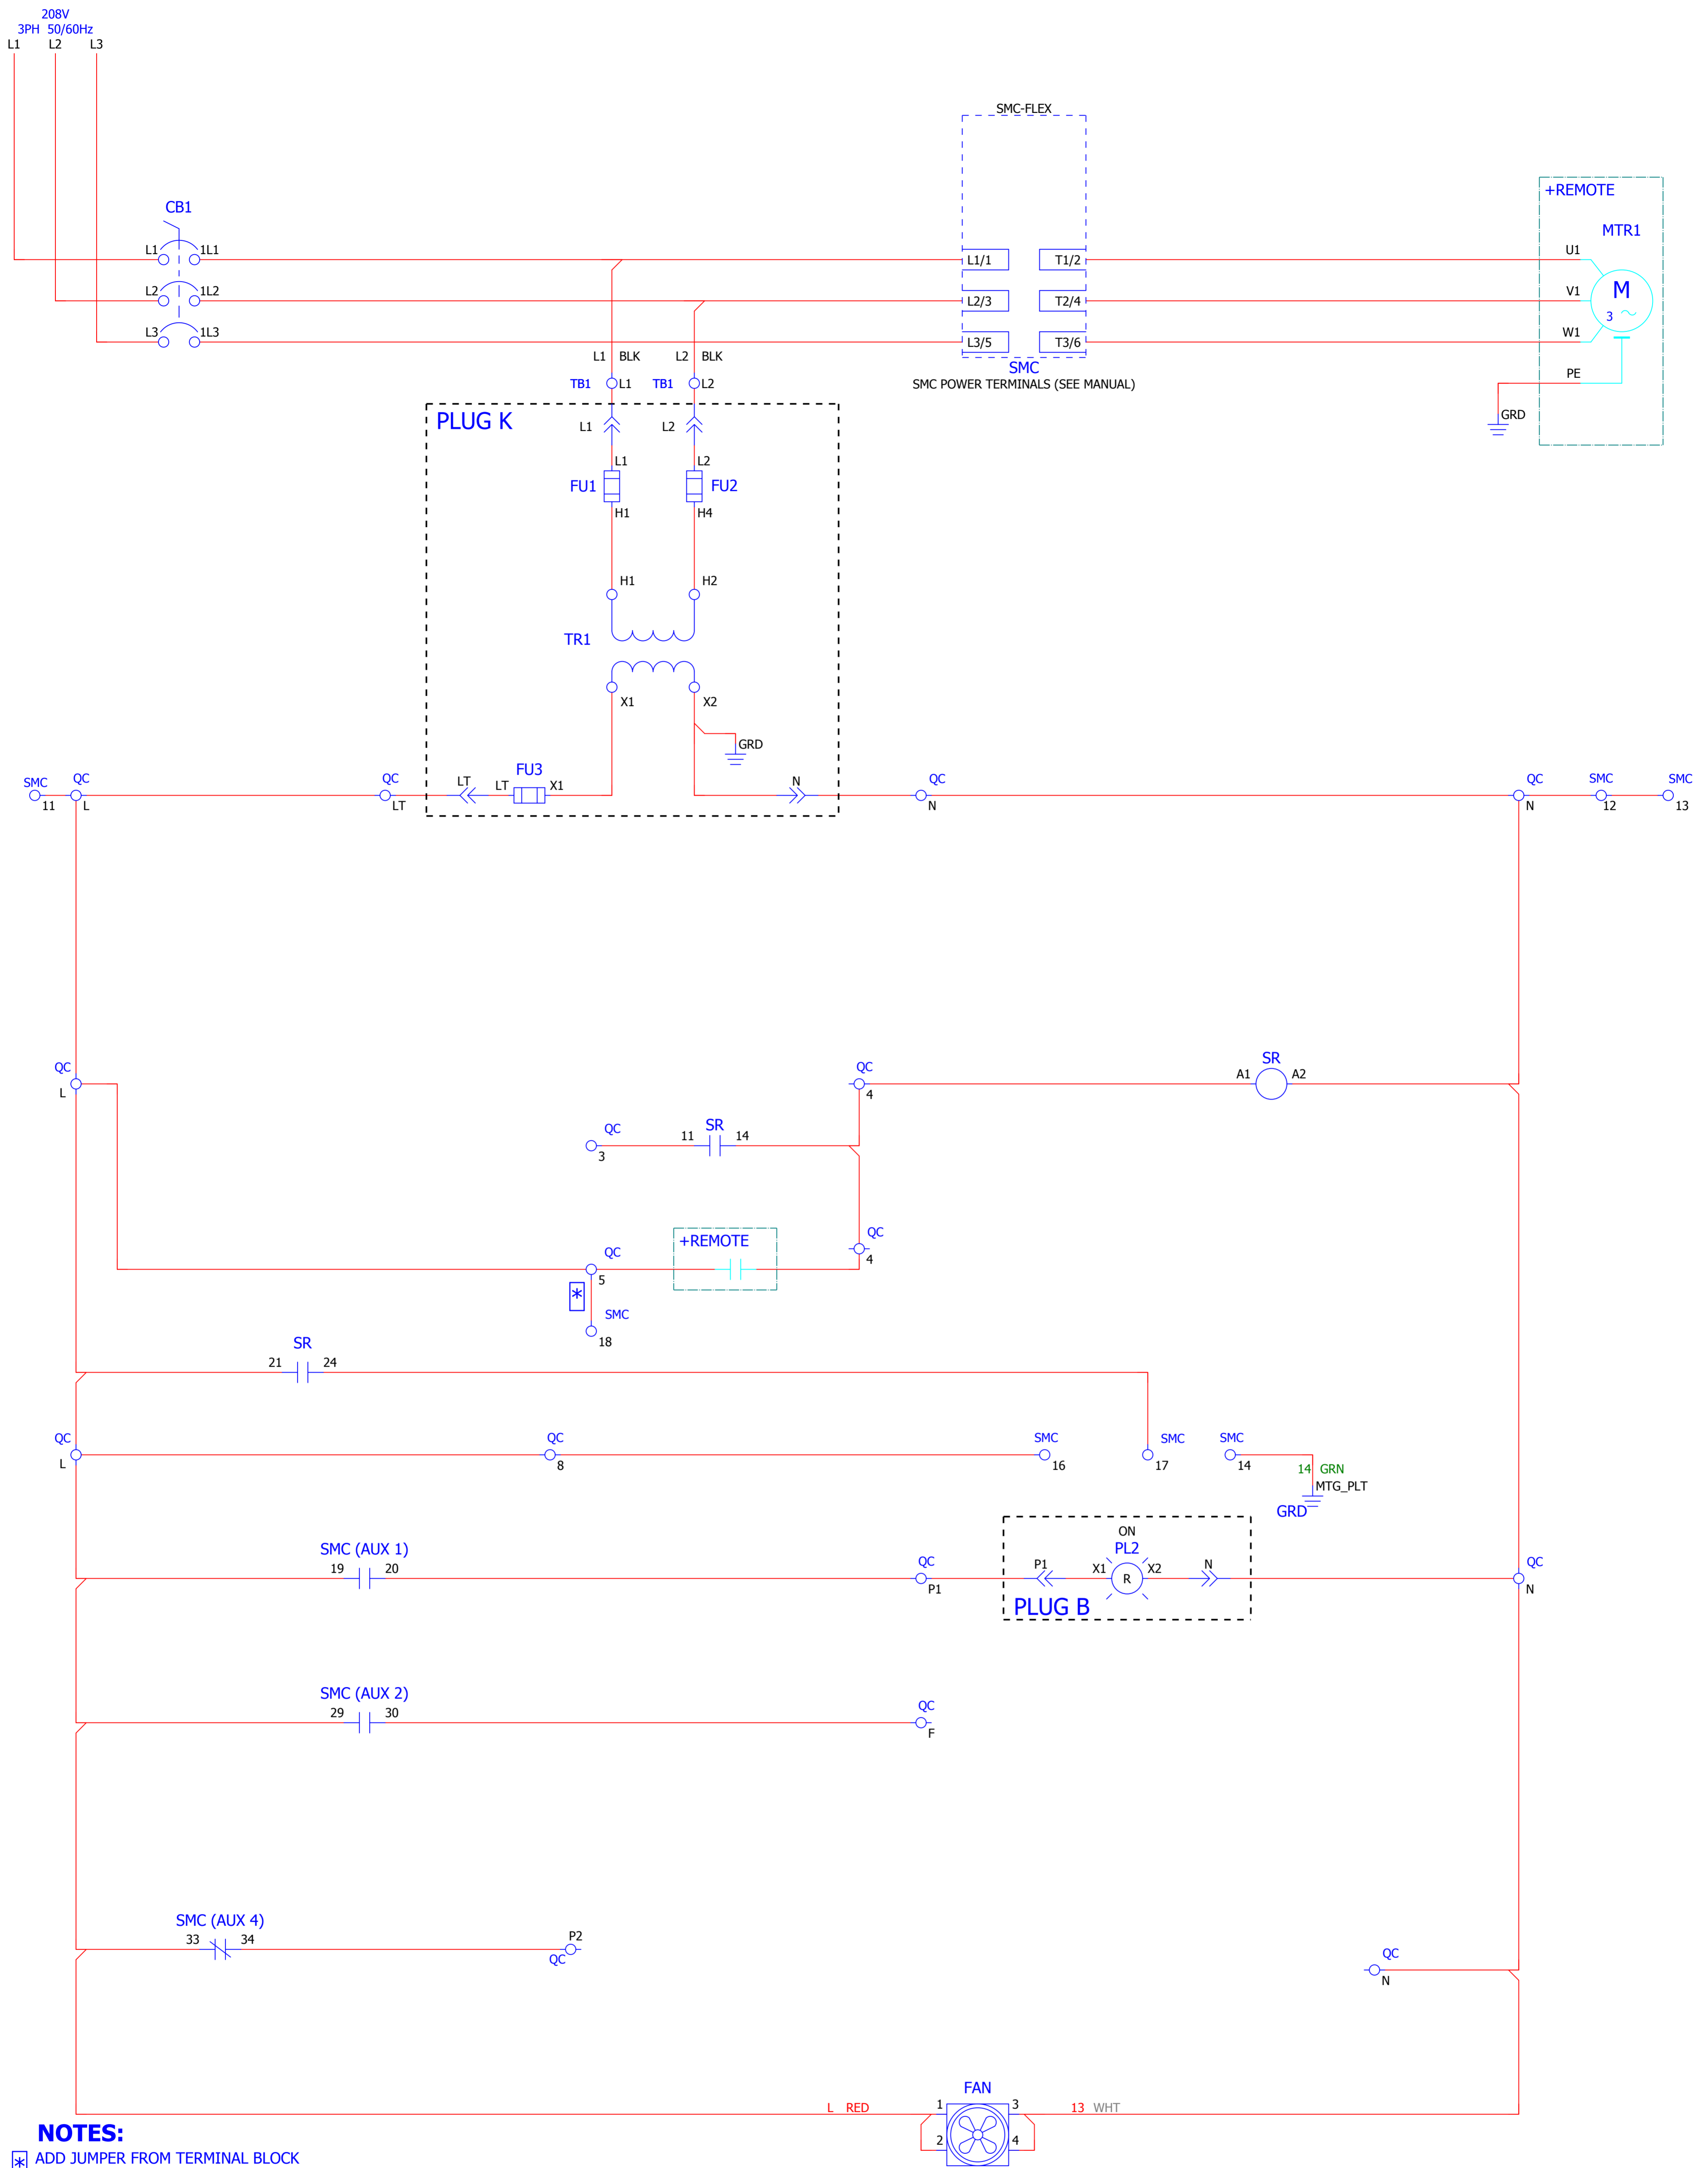 208V
3PH 50/60Hz
L1 L2 L3
SMC-FLEX
+REMOTE
MTR1
CB1
L1 1L1
L2 1L2
L3 1L3
L1/1 T1/2
L2/3 T2/4
L3/5 T3/6
U1
V1
W1
PE
M
3
GRD
SMC
SMC POWER TERMINALS (SEE MANUAL)
L1 BLK L2 BLK
TB1 L1 TB1 L2
PLUG K
L1 L2
L1 L2
FU1 FU2
H1 H4
H1 H2
TR1
X1 X2
GRD
SMC QC QC LT LT FU3 X1 N QC QC SMC SMC
11 L LT N N 12 13
QC QC SR
L 4 A1 A2
QC SR
3 11 14
+REMOTE
QC QC
5 4
*
SMC
18
SR
21 24
QC QC SMC SMC SMC
L 8 16 17 14
14 GRN
MTG_PLT
GRD
SMC (AUX 1)
19 20
QC
P1
ON
PL2
P1 X1 R X2 N
PLUG B
QC
N
SMC (AUX 2)
29 30
QC
F
SMC (AUX 4)
33 34
P2
QC
QC
N
FAN
L RED 1 3 13 WHT
2 4
NOTES:
* ADD JUMPER FROM TERMINAL BLOCK